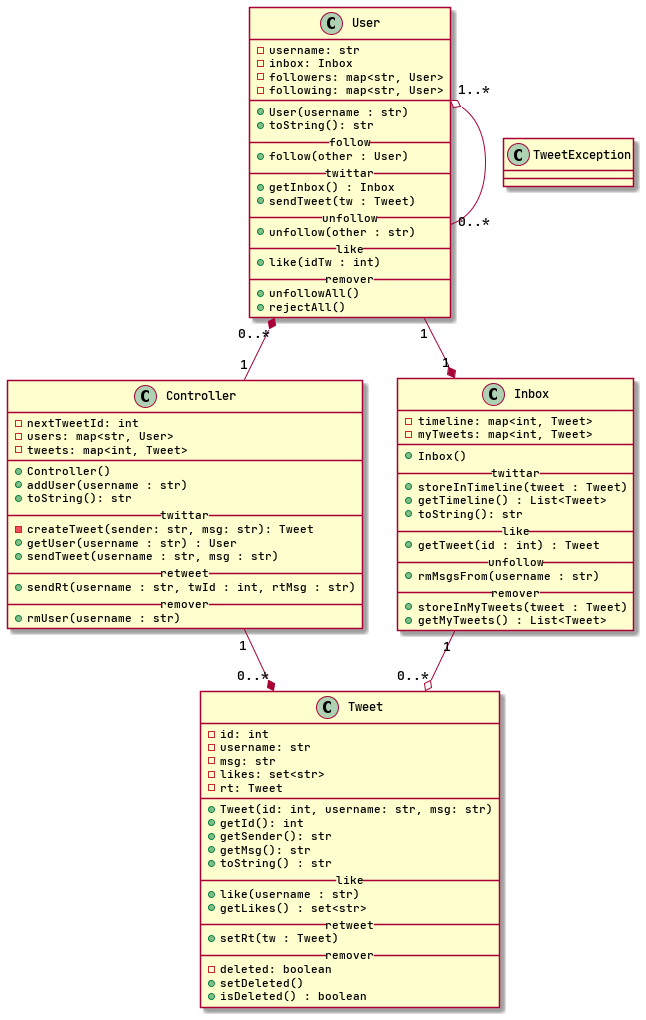 C User
username: str
inbox: Inbox
followers: map<str, User>
following: map<str, User>
User(username : str)
toString(): str
follow
follow(other : User)
twittar
getInbox() : Inbox
sendTweet(tw : Tweet)
unfollow
unfollow(other : str)
like
like(idTw : int)
remover
unfollowAll()
rejectAll()
1..*
0..*
C TweetException
0..*
1
1
1
C Controller
nextTweetId: int
users: map<str, User>
tweets: map<int, Tweet>
Controller()
addUser(username : str)
toString(): str
twittar
createTweet(sender: str, msg: str): Tweet
getUser(username : str) : User
sendTweet(username : str, msg : str)
retweet
sendRt(username : str, twId : int, rtMsg : str)
remover
rmUser(username : str)
C Inbox
timeline: map<int, Tweet>
myTweets: map<int, Tweet>
Inbox()
twittar
storeInTimeline(tweet : Tweet)
getTimeline() : List<Tweet>
toString(): str
like
getTweet(id : int) : Tweet
unfollow
rmMsgsFrom(username : str)
remover
storeInMyTweets(tweet : Tweet)
getMyTweets() : List<Tweet>
1
0..*
1
0..*
C Tweet
id: int
username: str
msg: str
likes: set<str>
rt: Tweet
Tweet(id: int, username: str, msg: str)
getId(): int
getSender(): str
getMsg(): str
toString() : str
like
like(username : str)
getLikes() : set<str>
retweet
setRt(tw : Tweet)
remover
deleted: boolean
setDeleted()
isDeleted() : boolean